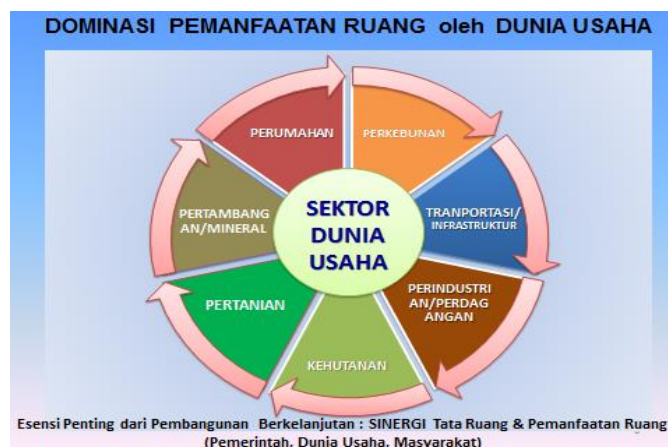 DOMINASI PEMANFAATAN RUANG oleh DUNIA USAHA
PERUMAHAN
PERKEBUNAN
PERTAMBANG
AN/MINERAL
SEKTOR
DUNIA
USAHA
TRANPORTASI/
INFRASTRUKTUR
PERTANIAN
PERINDUSTRI
AN/PERDAG
ANGAN
KEHUTANAN
Esensi Penting dari Pembangunan Berkelanjutan : SINERGI Tata Ruang & Pemanfaatan Ruang
(Pemerintah, Dunia Usaha, Masyarakat)